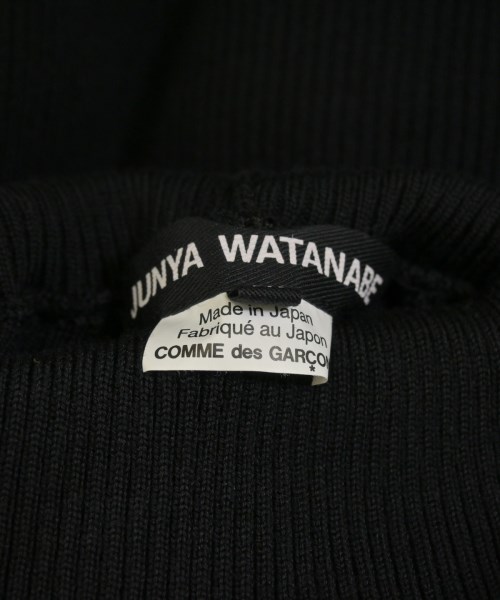 JUNYA WATANABE
Made in Japan
Fabriqué au Japon
COMME des GARÇON
*